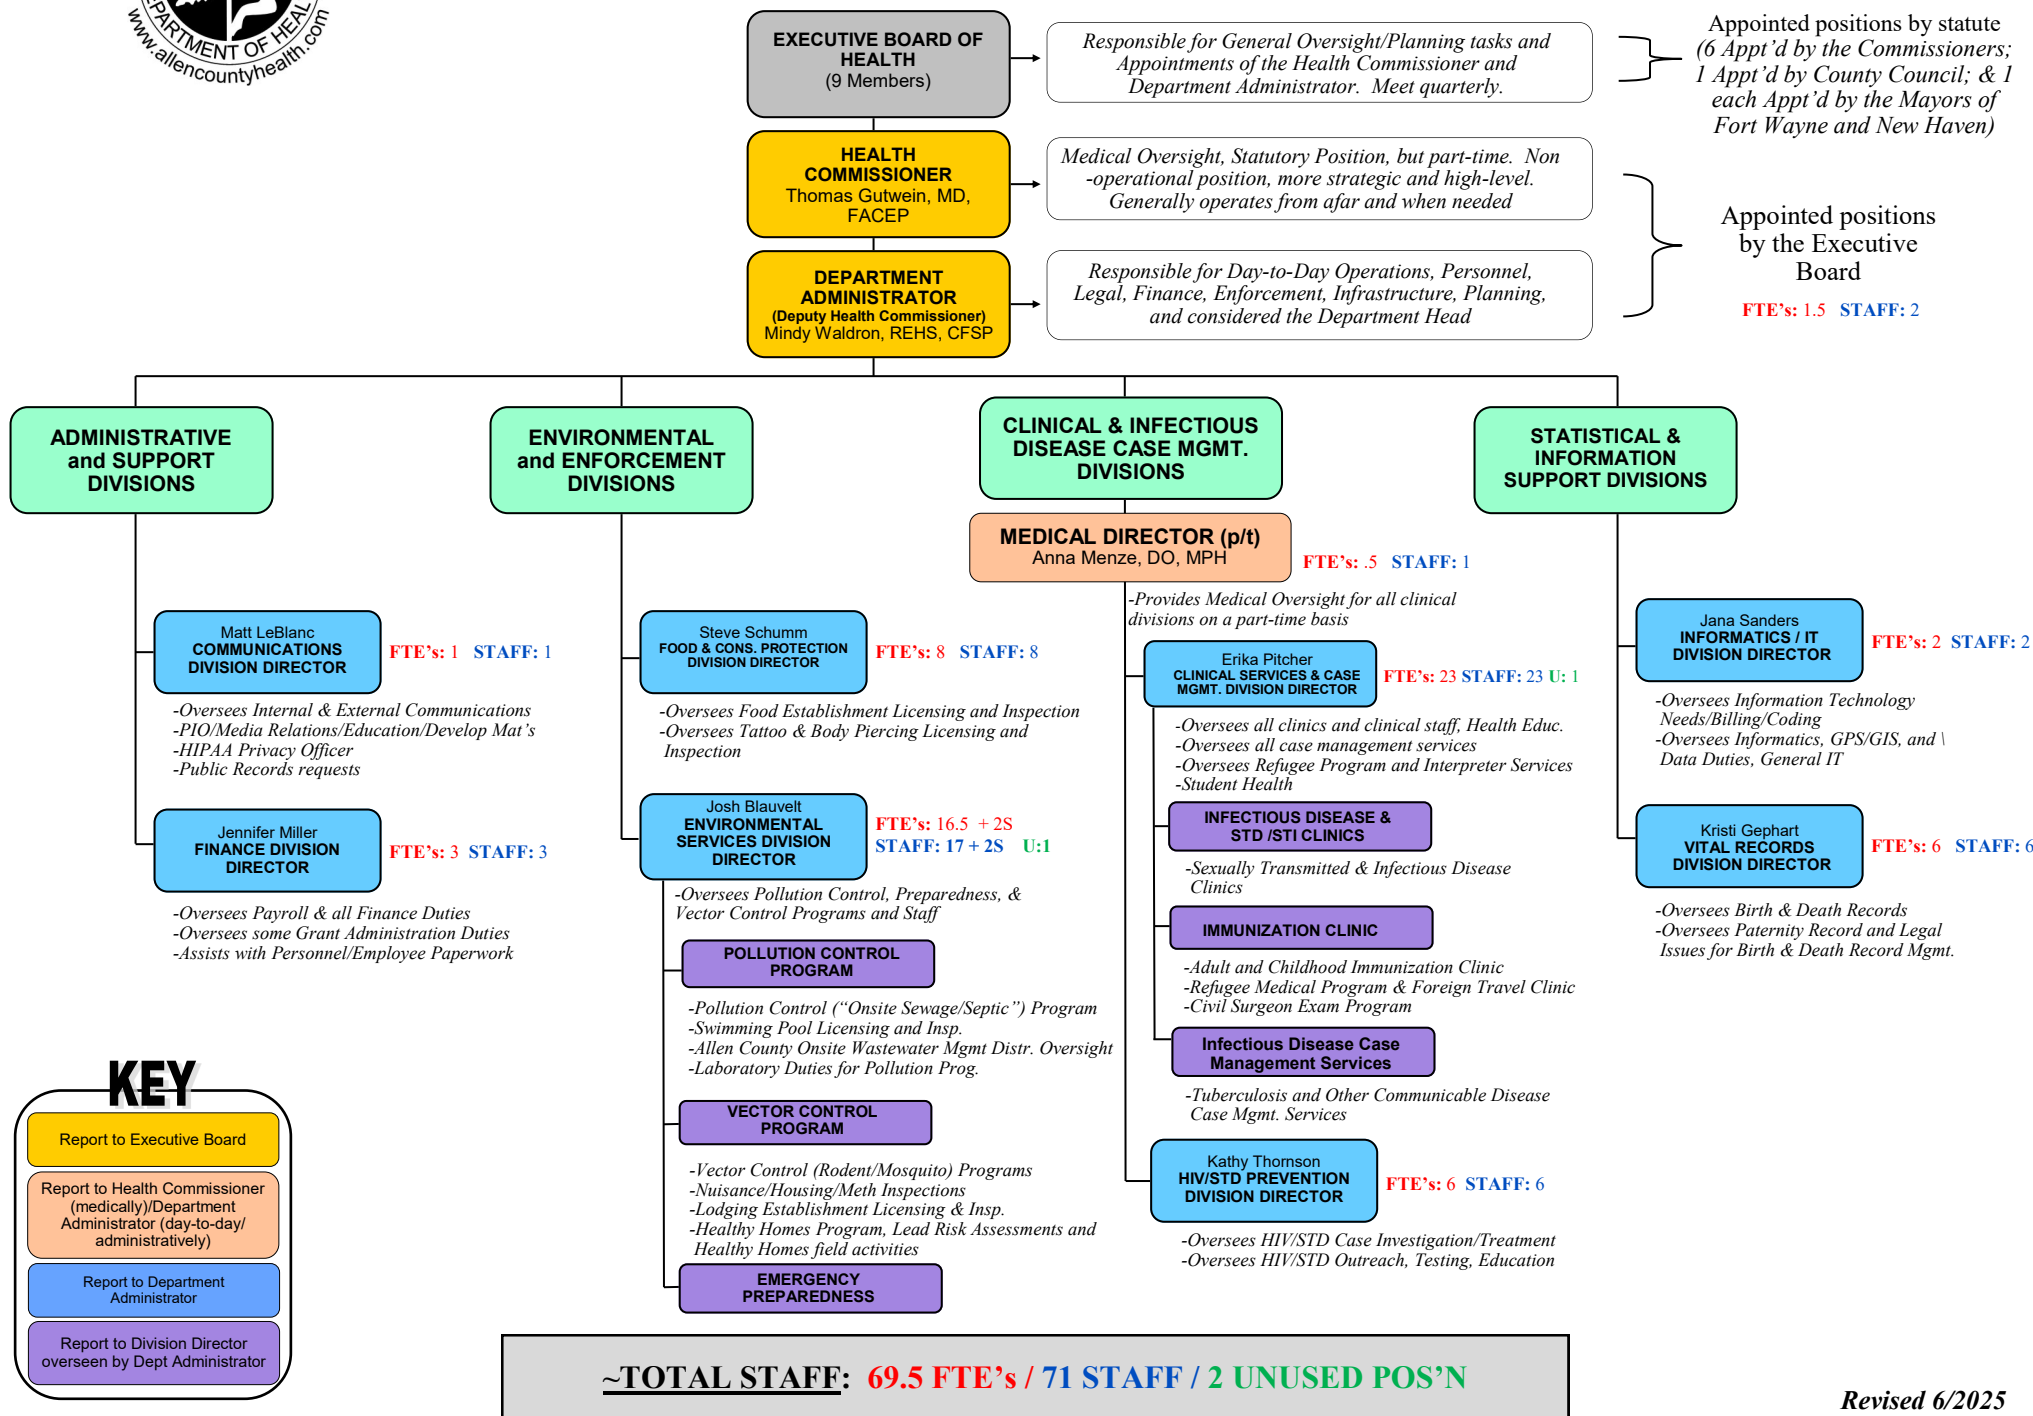 DEPARTMENT OF HEAL
www.allencountyhealth.com
EXECUTIVE BOARD OF
HEALTH
(9 Members)
Responsible for General Oversight/Planning tasks and
Appointments of the Health Commissioner and
Department Administrator. Meet quarterly.
Appointed positions by statute
(6 Appt’d by the Commissioners;
1 Appt’d by County Council; & 1
each Appt’d by the Mayors of
Fort Wayne and New Haven)
HEALTH
COMMISSIONER
Thomas Gutwein, MD,
FACEP
Medical Oversight, Statutory Position, but part-time. Non
-operational position, more strategic and high-level.
Generally operates from afar and when needed
DEPARTMENT
ADMINISTRATOR
(Deputy Health Commissioner)
Mindy Waldron, REHS, CFSP
Responsible for Day-to-Day Operations, Personnel,
Legal, Finance, Enforcement, Infrastructure, Planning,
and considered the Department Head
Appointed positions
by the Executive
Board
FTE’s: 1.5 STAFF: 2
ADMINISTRATIVE
and SUPPORT
DIVISIONS
Matt LeBlanc
COMMUNICATIONS
DIVISION DIRECTOR
FTE’s: 1 STAFF: 1
-Oversees Internal & External Communications
-PIO/Media Relations/Education/Develop Mat’s
-HIPAA Privacy Officer
-Public Records requests
Jennifer Miller
FINANCE DIVISION
DIRECTOR
FTE’s: 3 STAFF: 3
-Oversees Payroll & all Finance Duties
-Oversees some Grant Administration Duties
-Assists with Personnel/Employee Paperwork
ENVIRONMENTAL
and ENFORCEMENT
DIVISIONS
Steve Schumm
FOOD & CONS. PROTECTION
DIVISION DIRECTOR
FTE’s: 8 STAFF: 8
-Oversees Food Establishment Licensing and Inspection
-Oversees Tattoo & Body Piercing Licensing and
Inspection
Josh Blauvelt
ENVIRONMENTAL
SERVICES DIVISION
DIRECTOR
FTE’s: 16.5 + 2S
STAFF: 17 + 2S U:1
-Oversees Pollution Control, Preparedness, &
Vector Control Programs and Staff
POLLUTION CONTROL
PROGRAM
-Pollution Control (“Onsite Sewage/Septic”) Program
-Swimming Pool Licensing and Insp.
-Allen County Onsite Wastewater Mgmt Distr. Oversight
-Laboratory Duties for Pollution Prog.
VECTOR CONTROL
PROGRAM
-Vector Control (Rodent/Mosquito) Programs
-Nuisance/Housing/Meth Inspections
-Lodging Establishment Licensing & Insp.
-Healthy Homes Program, Lead Risk Assessments and
Healthy Homes field activities
EMERGENCY
PREPAREDNESS
CLINICAL & INFECTIOUS
DISEASE CASE MGMT.
DIVISIONS
MEDICAL DIRECTOR (p/t)
Anna Menze, DO, MPH
FTE’s: .5 STAFF: 1
-Provides Medical Oversight for all clinical
divisions on a part-time basis
Erika Pitcher
CLINICAL SERVICES & CASE
MGMT. DIVISION DIRECTOR
FTE’s: 23 STAFF: 23 U: 1
-Oversees all clinics and clinical staff, Health Educ.
-Oversees all case management services
-Oversees Refugee Program and Interpreter Services
-Student Health
INFECTIOUS DISEASE &
STD /STI CLINICS
-Sexually Transmitted & Infectious Disease
Clinics
IMMUNIZATION CLINIC
-Adult and Childhood Immunization Clinic
-Refugee Medical Program & Foreign Travel Clinic
-Civil Surgeon Exam Program
Infectious Disease Case
Management Services
-Tuberculosis and Other Communicable Disease
Case Mgmt. Services
Kathy Thornson
HIV/STD PREVENTION
DIVISION DIRECTOR
FTE’s: 6 STAFF: 6
-Oversees HIV/STD Case Investigation/Treatment
-Oversees HIV/STD Outreach, Testing, Education
STATISTICAL &
INFORMATION
SUPPORT DIVISIONS
Jana Sanders
INFORMATICS / IT
DIVISION DIRECTOR
FTE’s: 2 STAFF: 2
-Oversees Information Technology
Needs/Billing/Coding
-Oversees Informatics, GPS/GIS, and \
Data Duties, General IT
Kristi Gephart
VITAL RECORDS
DIVISION DIRECTOR
FTE’s: 6 STAFF: 6
-Oversees Birth & Death Records
-Oversees Paternity Record and Legal
Issues for Birth & Death Record Mgmt.
KEY
Report to Executive Board
Report to Health Commissioner
(medically)/Department
Administrator (day-to-day/
administratively)
Report to Department
Administrator
Report to Division Director
overseen by Dept Administrator
~TOTAL STAFF: 69.5 FTE’s / 71 STAFF / 2 UNUSED POS’N
Revised 6/2025